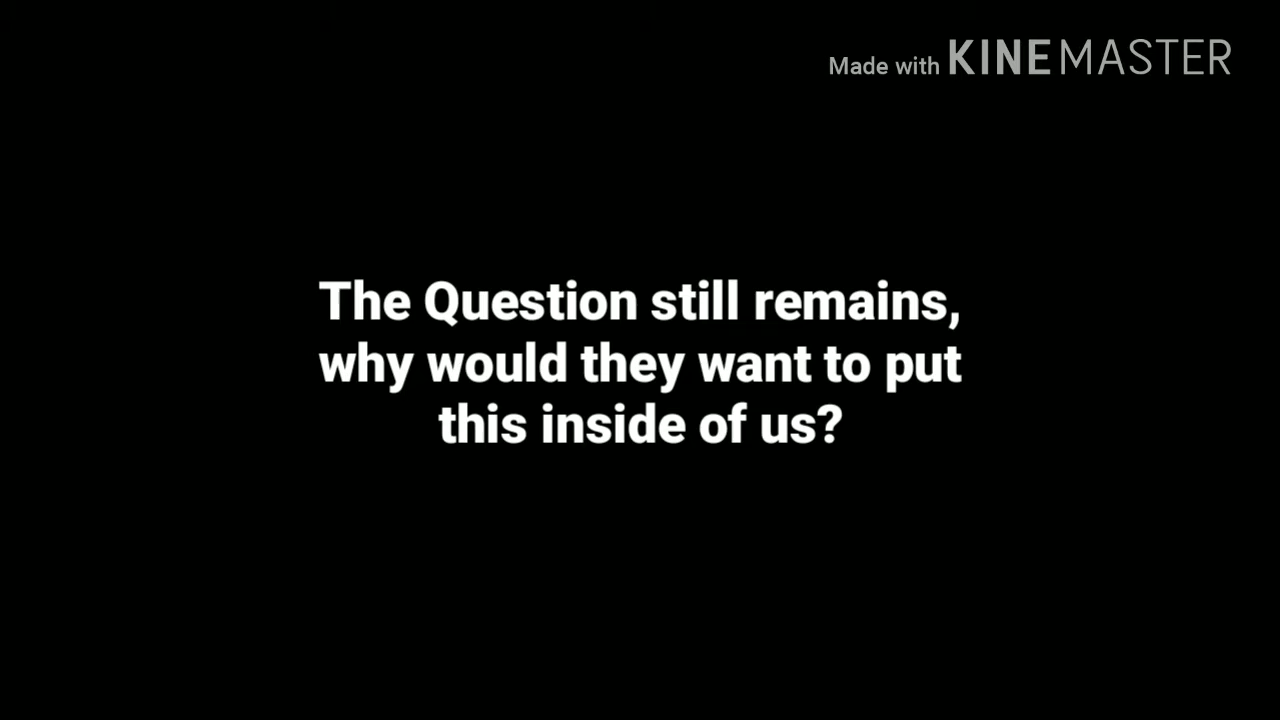 Made with KINEMASTER
The Question still remains,
why would they want to put
this inside of us?